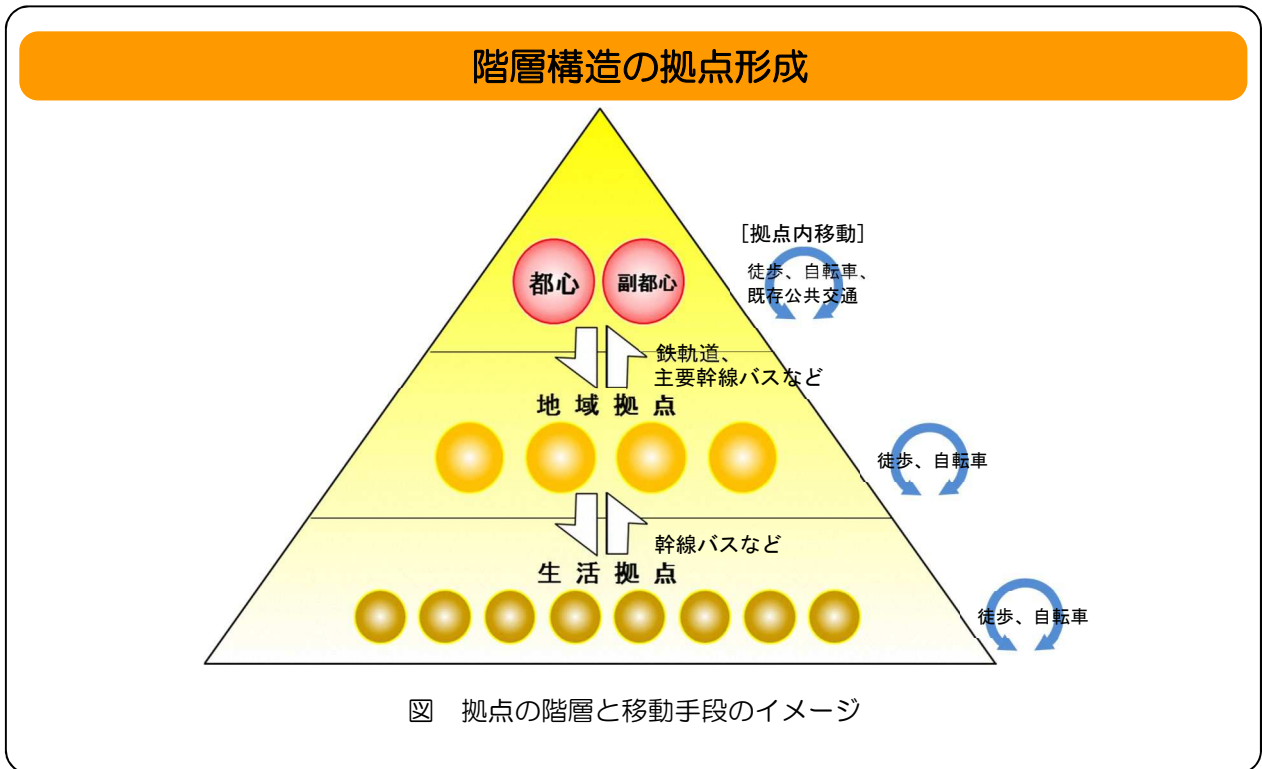 階層構造の拠点形成
[拠点内移動]
都心
副都心
徒歩、自転車、
既存公共交通
鉄軌道、
主要幹線バスなど
地域拠点
徒歩、自転車
幹線バスなど
生活拠点
徒歩、自転車
図　拠点の階層と移動手段のイメージ